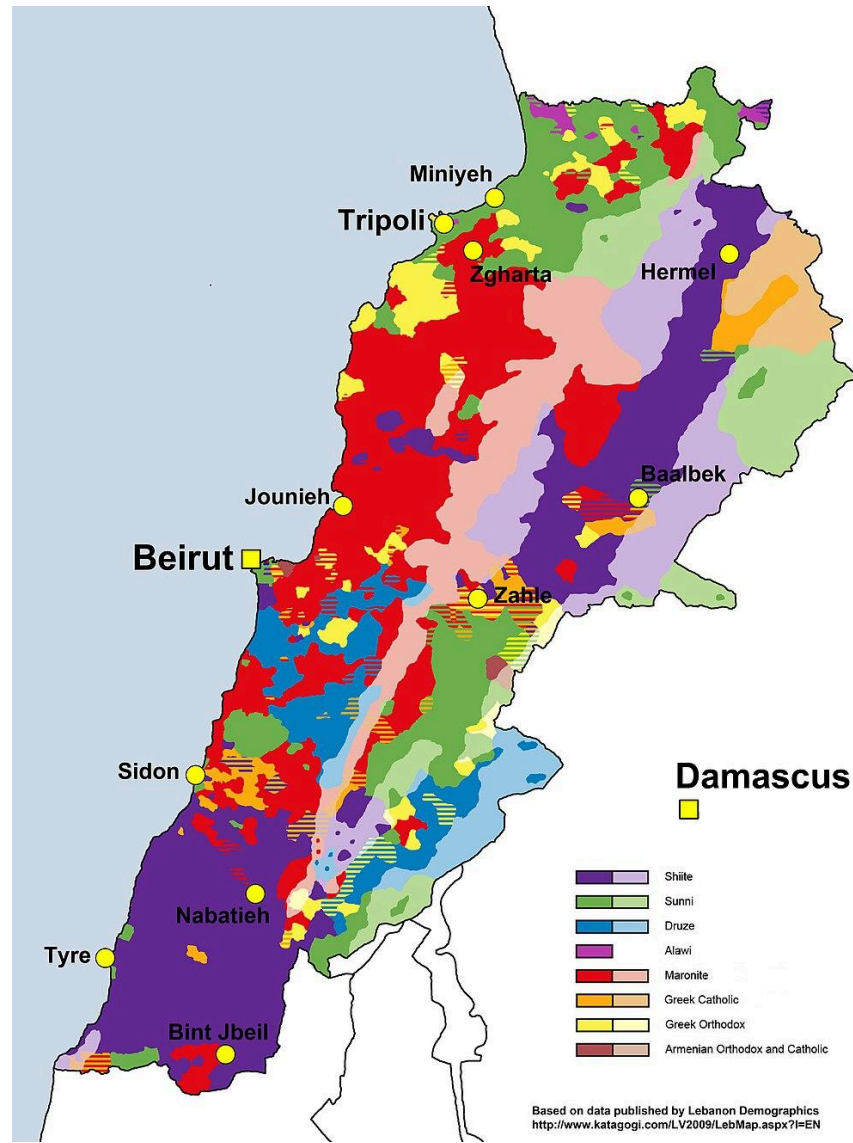 Miniyeh
Tripoli
Zgharta
Hermel
Baalbek
Jounieh
Beirut
Zahle
Sidon
Damascus
Nabatieh
Tyre
Bint Jbeil
Shiite
Sunni
Druze
Alawi
Maronite
Greek Catholic
Greek Orthodox
Armenian Orthodox and Catholic
Based on data published by Lebanon Demographics
http://www.katagogi.com/LV2009/LebMap.aspx?l=EN